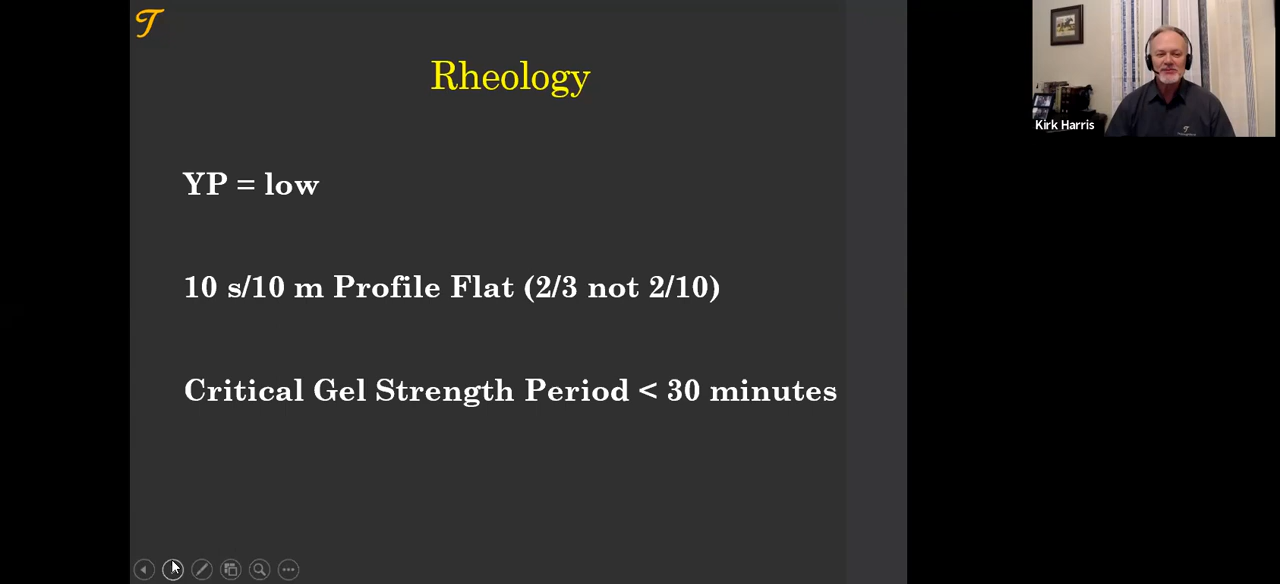 T
Rheology
YP = low
10 s/10 m Profile Flat (2/3 not 2/10)
Critical Gel Strength Period < 30 minutes
Kirk Harris